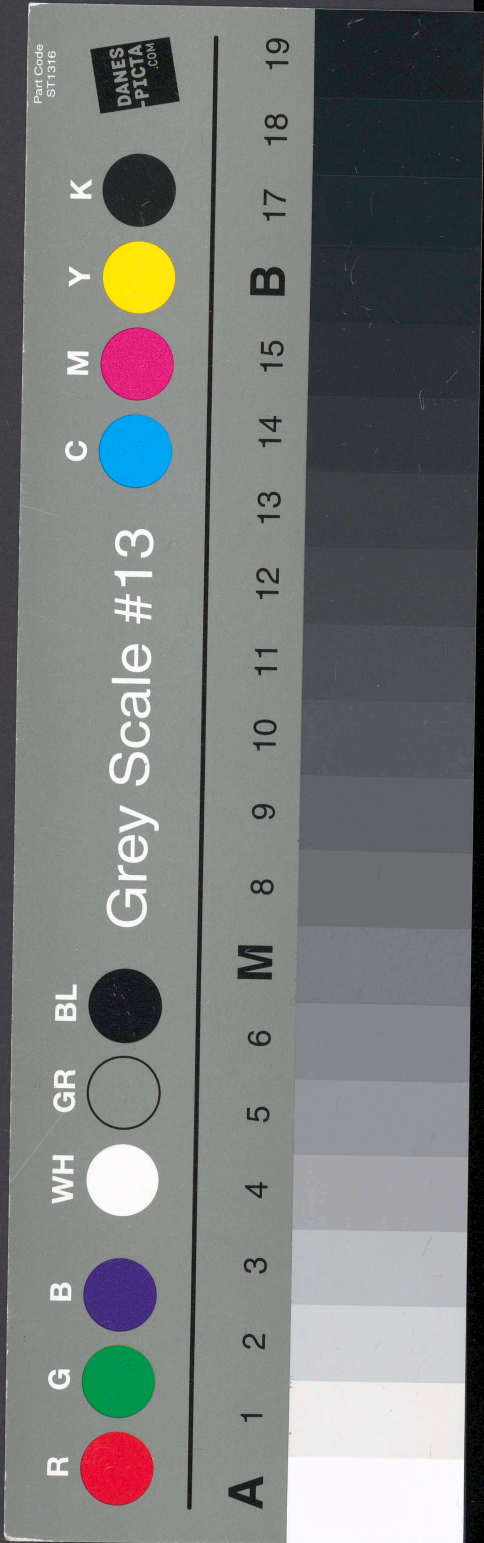 R G B WH GR BL Grey Scale #13 C M Y K
Part Code
ST1316
DANES
-PICTA
.COM
A 1 2 3 4 5 6 M 8 9 10 11 12 13 14 15 B 17 18 19